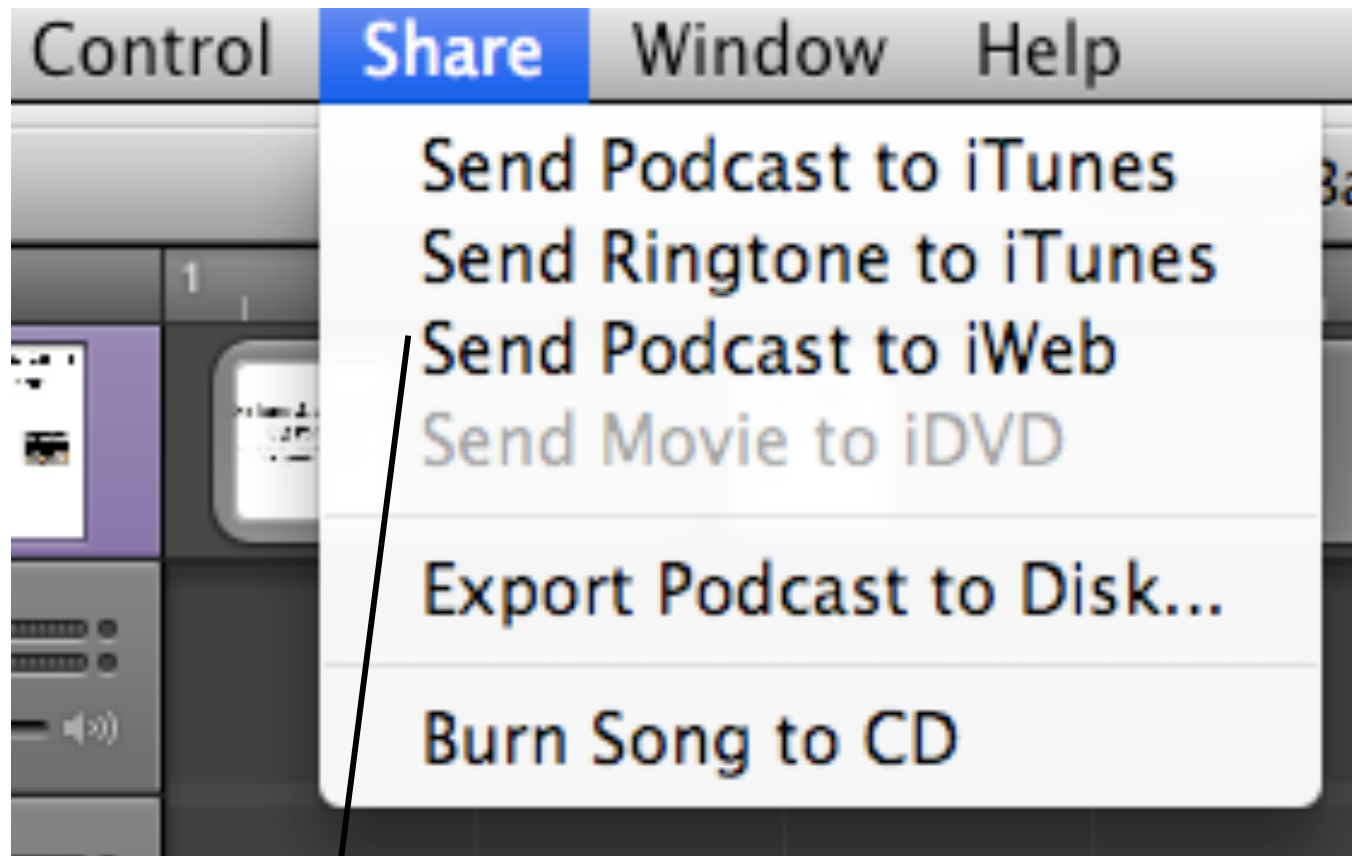 Control Share Window Help
Send Podcast to iTunes
Send Ringtone to iTunes
Send Podcast to iWeb
Send Movie to iDVD
Export Podcast to Disk...
Burn Song to CD
1